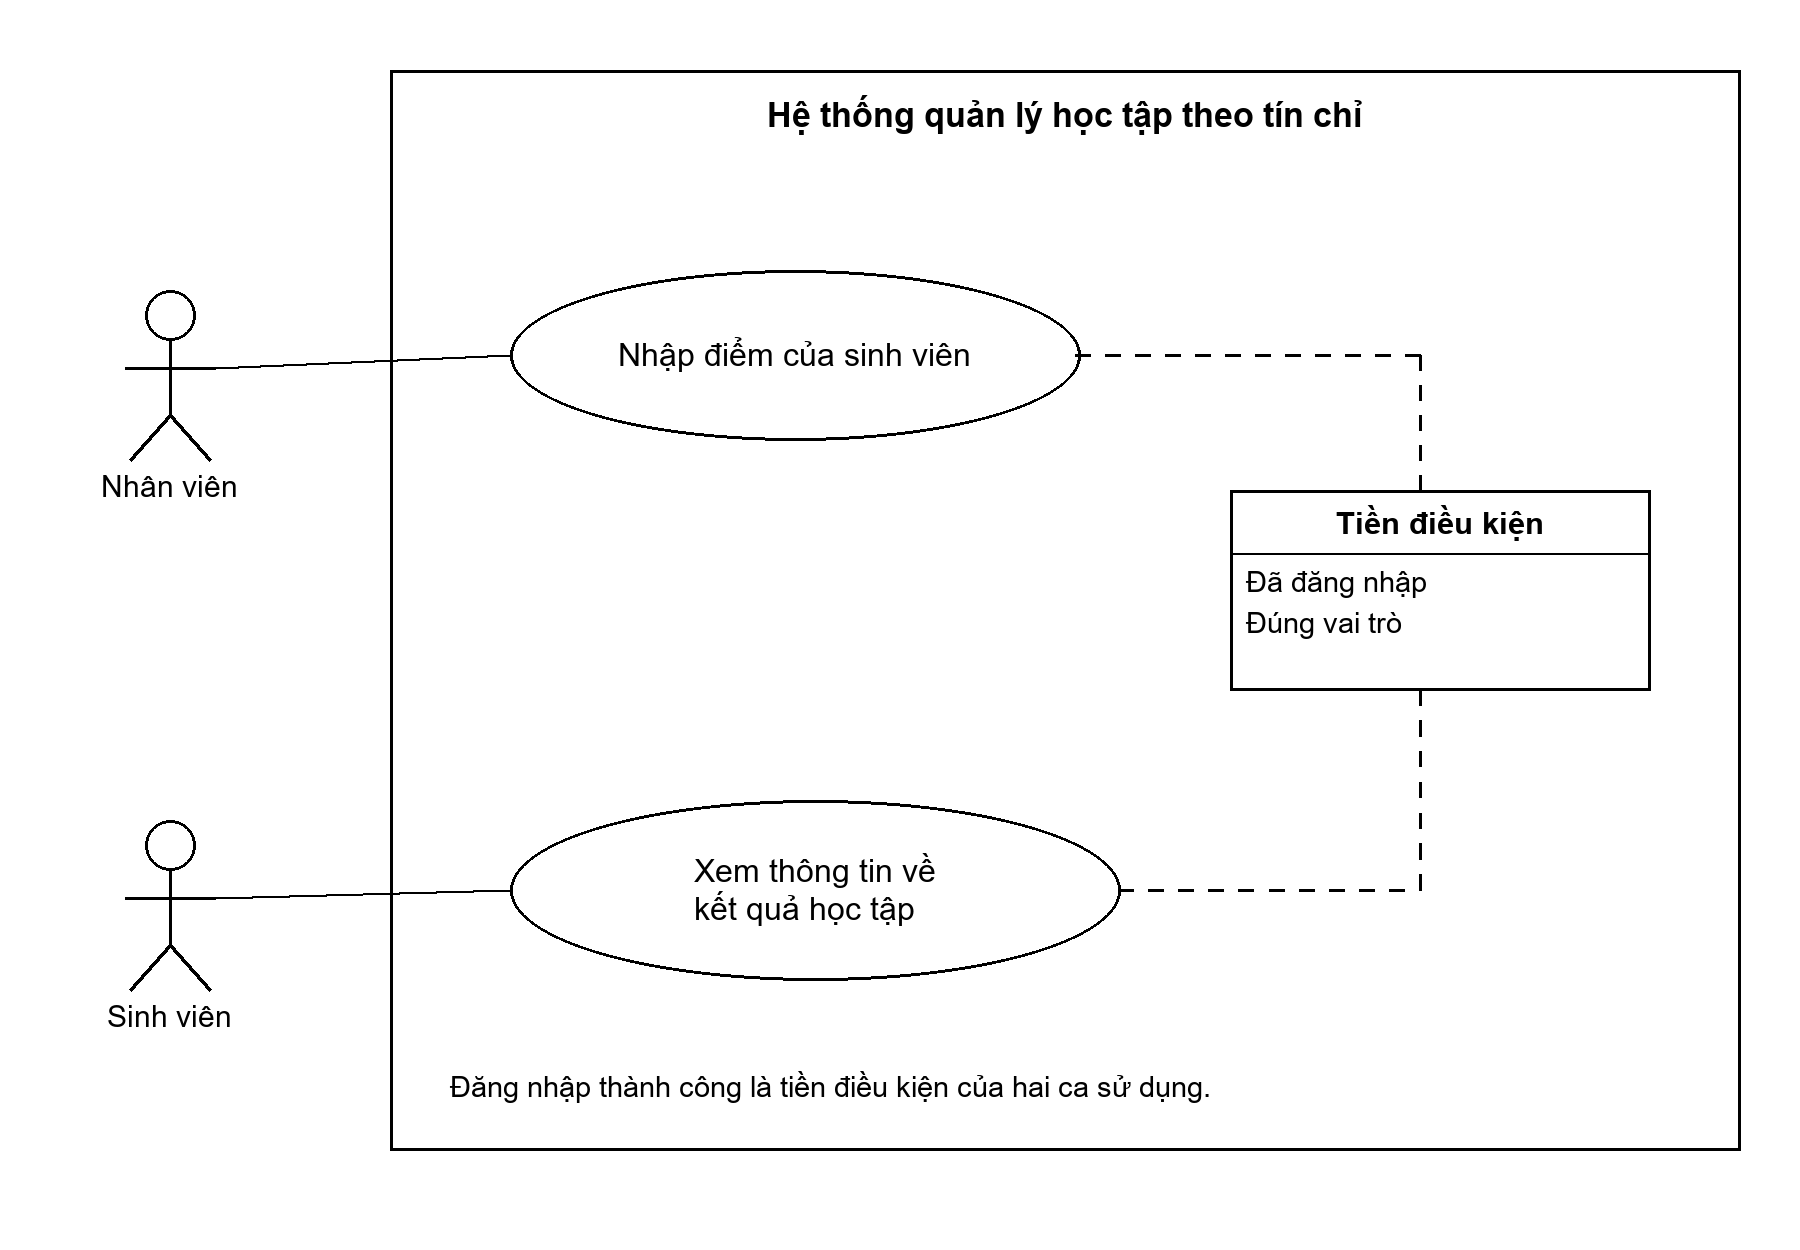 Hệ thống quản lý học tập theo tín chỉ
Nhập điểm của sinh viên
Nhân viên
Tiền điều kiện
Đã đăng nhập
Đúng vai trò
Xem thông tin về
kết quả học tập
Sinh viên
Đăng nhập thành công là tiền điều kiện của hai ca sử dụng.